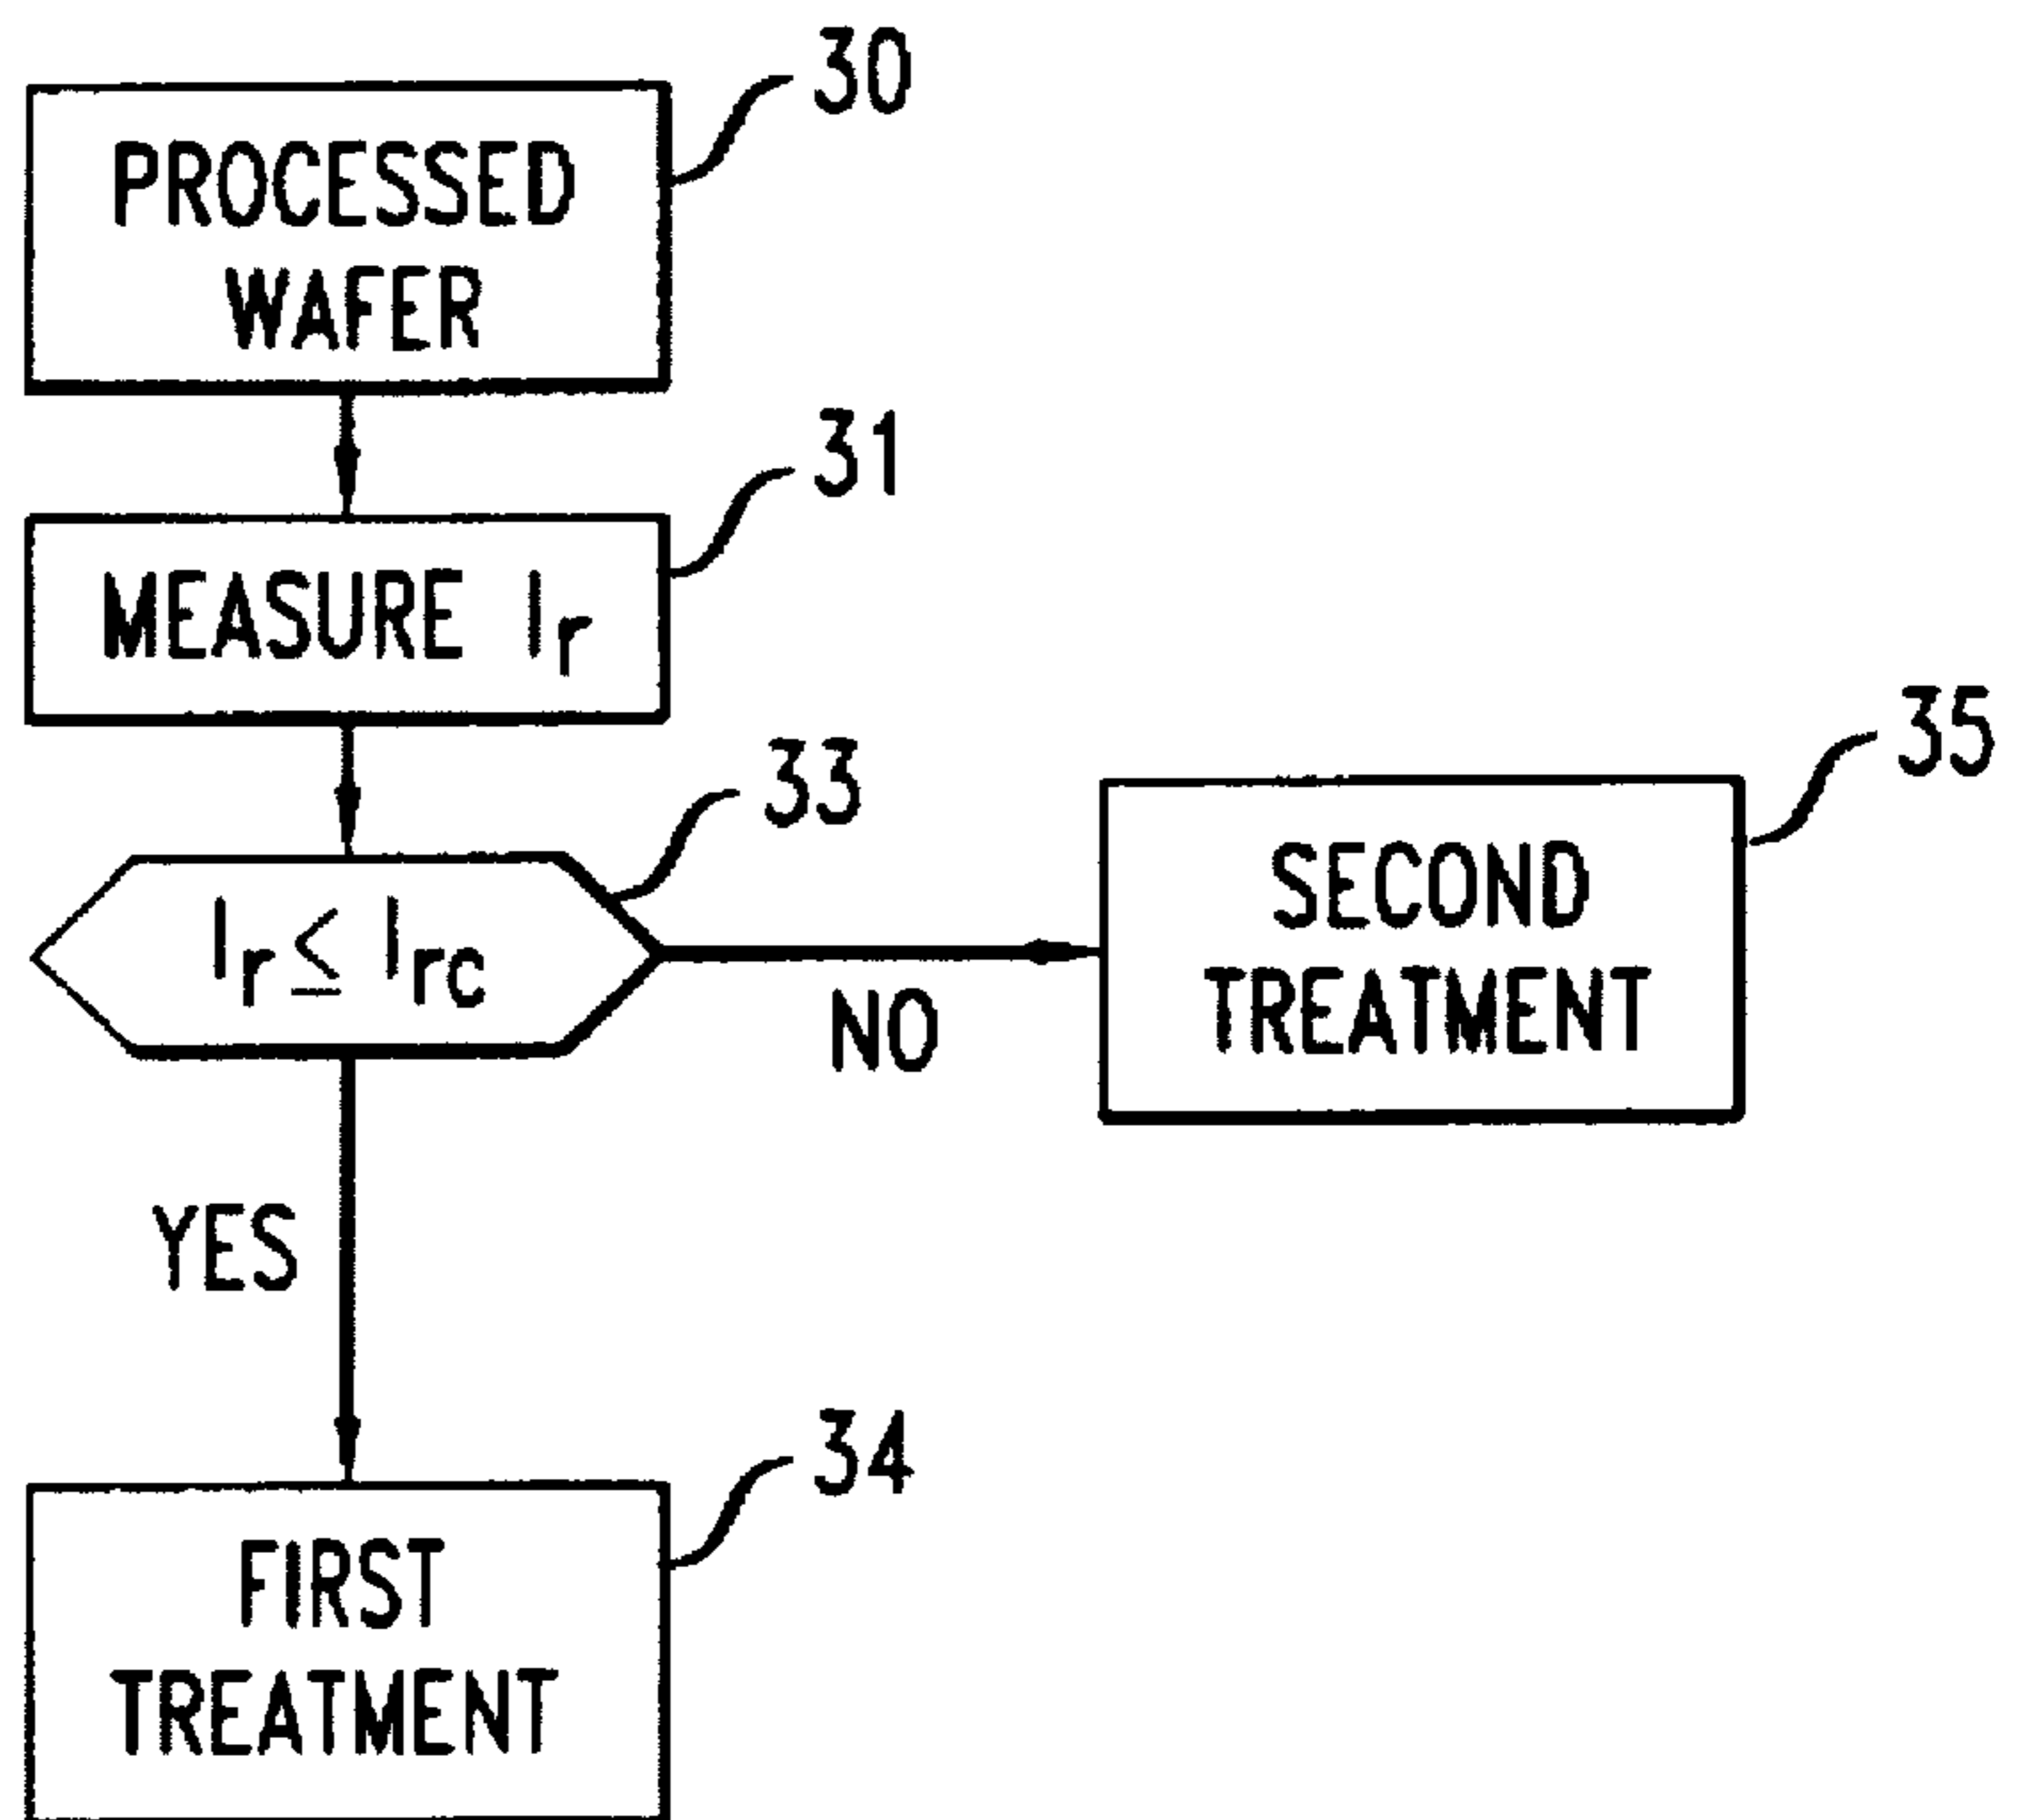 30
PROCESSED
WAFER
31
MEASURE Ir
33
Ir ≤ Irc
35
SECOND
TREATMENT
NO
YES
34
FIRST
TREATMENT